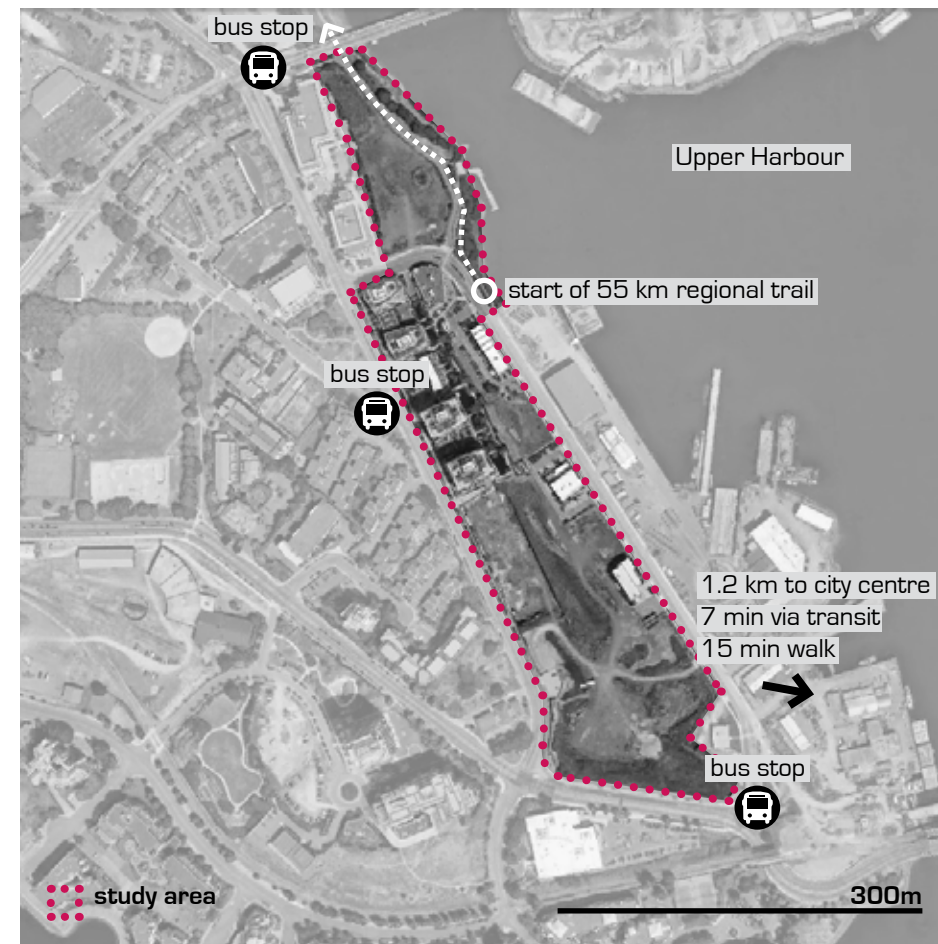 bus stop
Upper Harbour
start of 55 km regional trail
bus stop
1.2 km to city centre
7 min via transit
15 min walk
bus stop
study area
300m